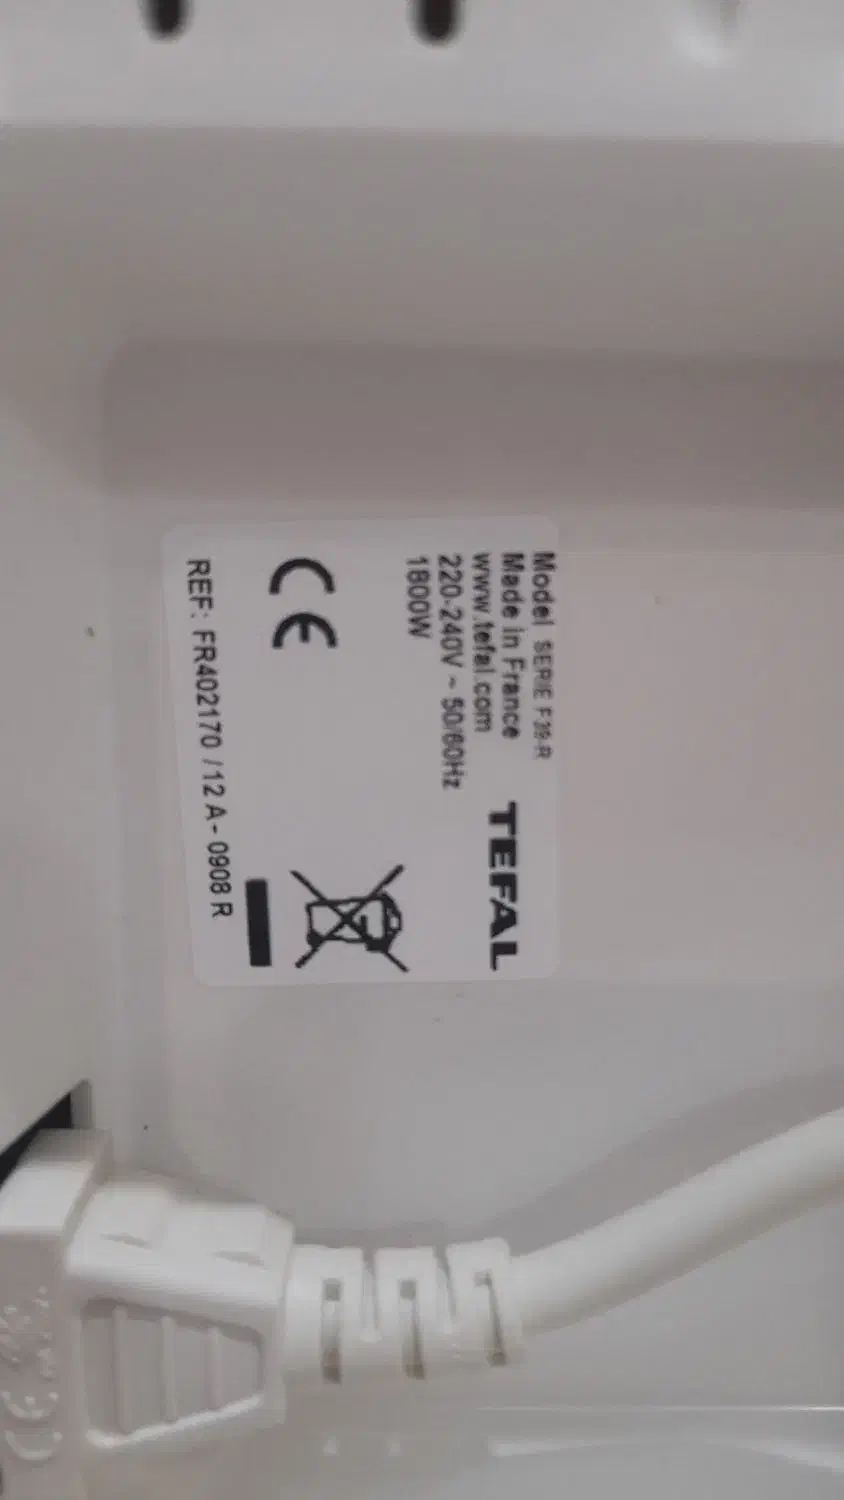 Model SERIE F39-R
Made in France
www.tefal.com
220-240V ~ 50/60Hz
1800W
TEFAL
CE
REF: FR402170 /12 A - 0908 R
CE